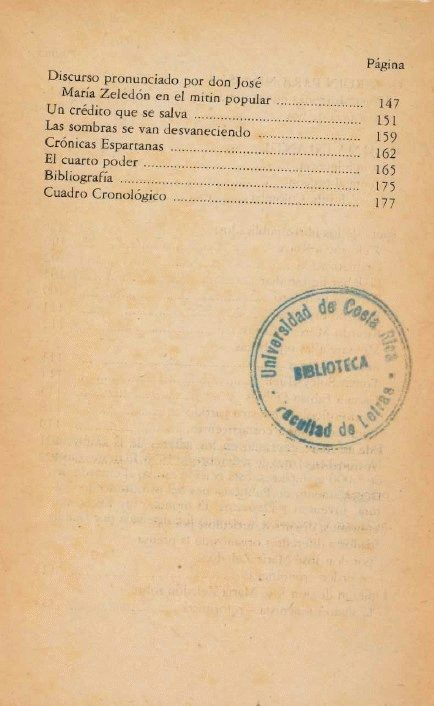 Página
Discurso pronunciado por don José
María Zeledón en el mitin popular ................ 147
Un crédito que se salva ................ 151
Las sombras se van desvaneciendo ................ 159
Crónicas Espartanas ................ 162
El cuarto poder ................ 165
Bibliografía ................ 175
Cuadro Cronológico ................ 177
Universidad de Costa Rica
BIBLIOTECA
Facultad de Letras